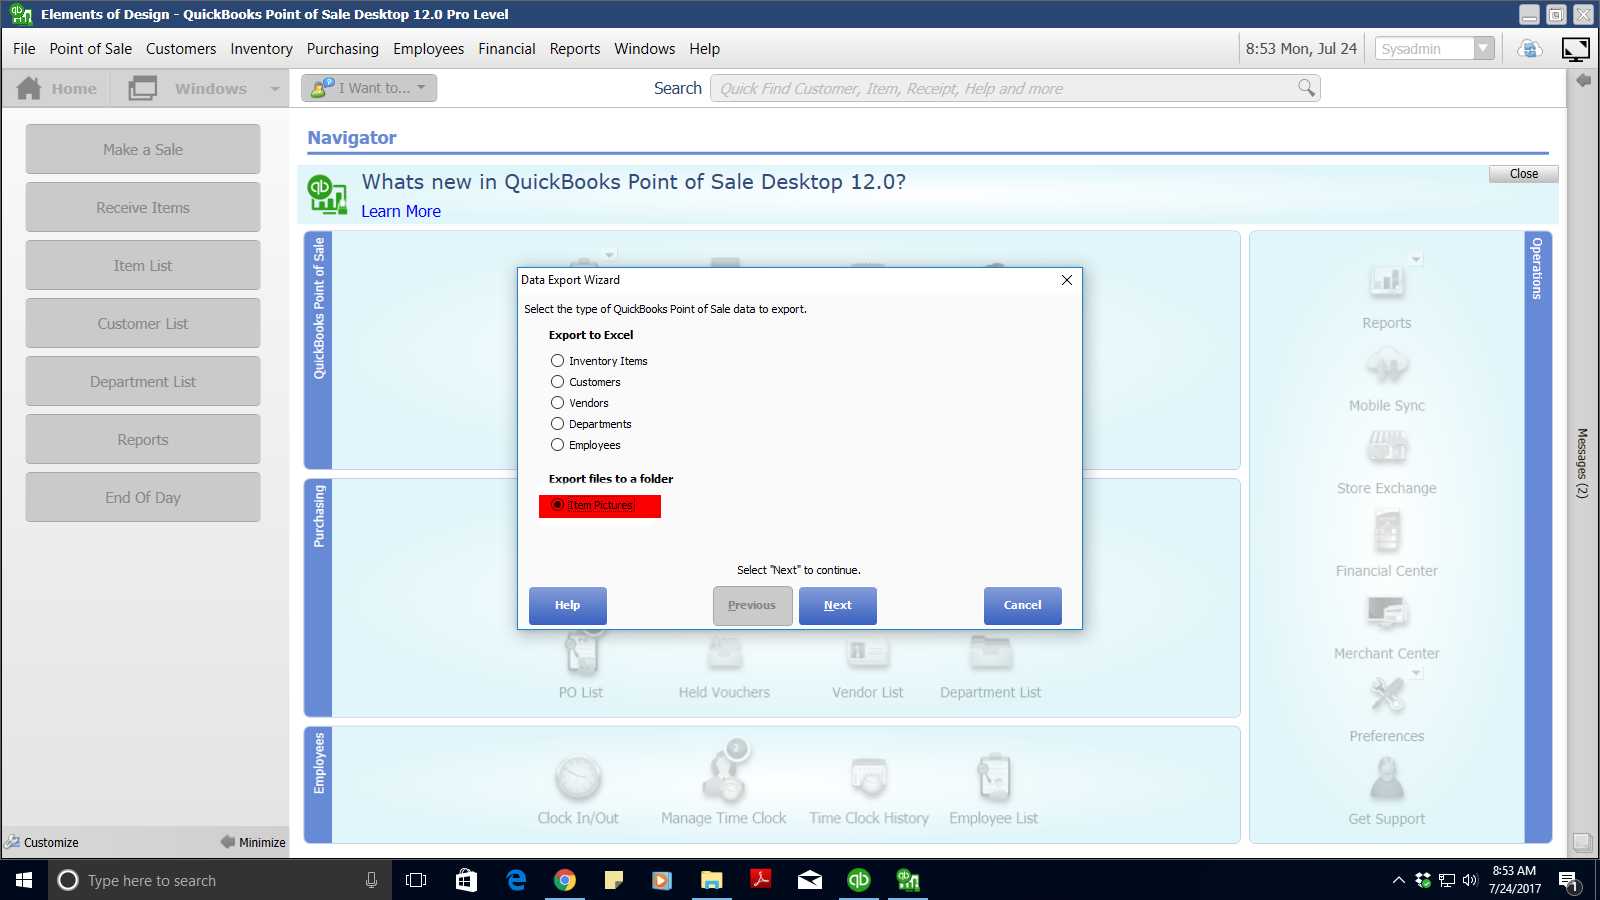 Elements of Design - QuickBooks Point of Sale Desktop 12.0 Pro Level
File Point of Sale Customers Inventory Purchasing Employees Financial Reports Windows Help
8:53 Mon, Jul 24
Sysadmin
Home
Windows
I Want to...
Search
Quick Find Customer, Item, Receipt, Help and more
Make a Sale
Receive Items
Item List
Customer List
Department List
Reports
End Of Day
Customize
Minimize
Navigator
Whats new in QuickBooks Point of Sale Desktop 12.0?
Learn More
Close
QuickBooks Point of Sale
Data Export Wizard
Select the type of QuickBooks Point of Sale data to export.
Export to Excel
Inventory Items
Customers
Vendors
Departments
Employees
Export files to a folder
Item Pictures
Select "Next" to continue.
Help
Previous
Next
Cancel
Purchasing
PO List
Held Vouchers
Vendor List
Department List
Employees
2
Clock In/Out
Manage Time Clock
Time Clock History
Employee List
Operations
Reports
Mobile Sync
Store Exchange
Financial Center
Merchant Center
Preferences
Get Support
Messages (2)
Type here to search
8:53 AM
7/24/2017
1